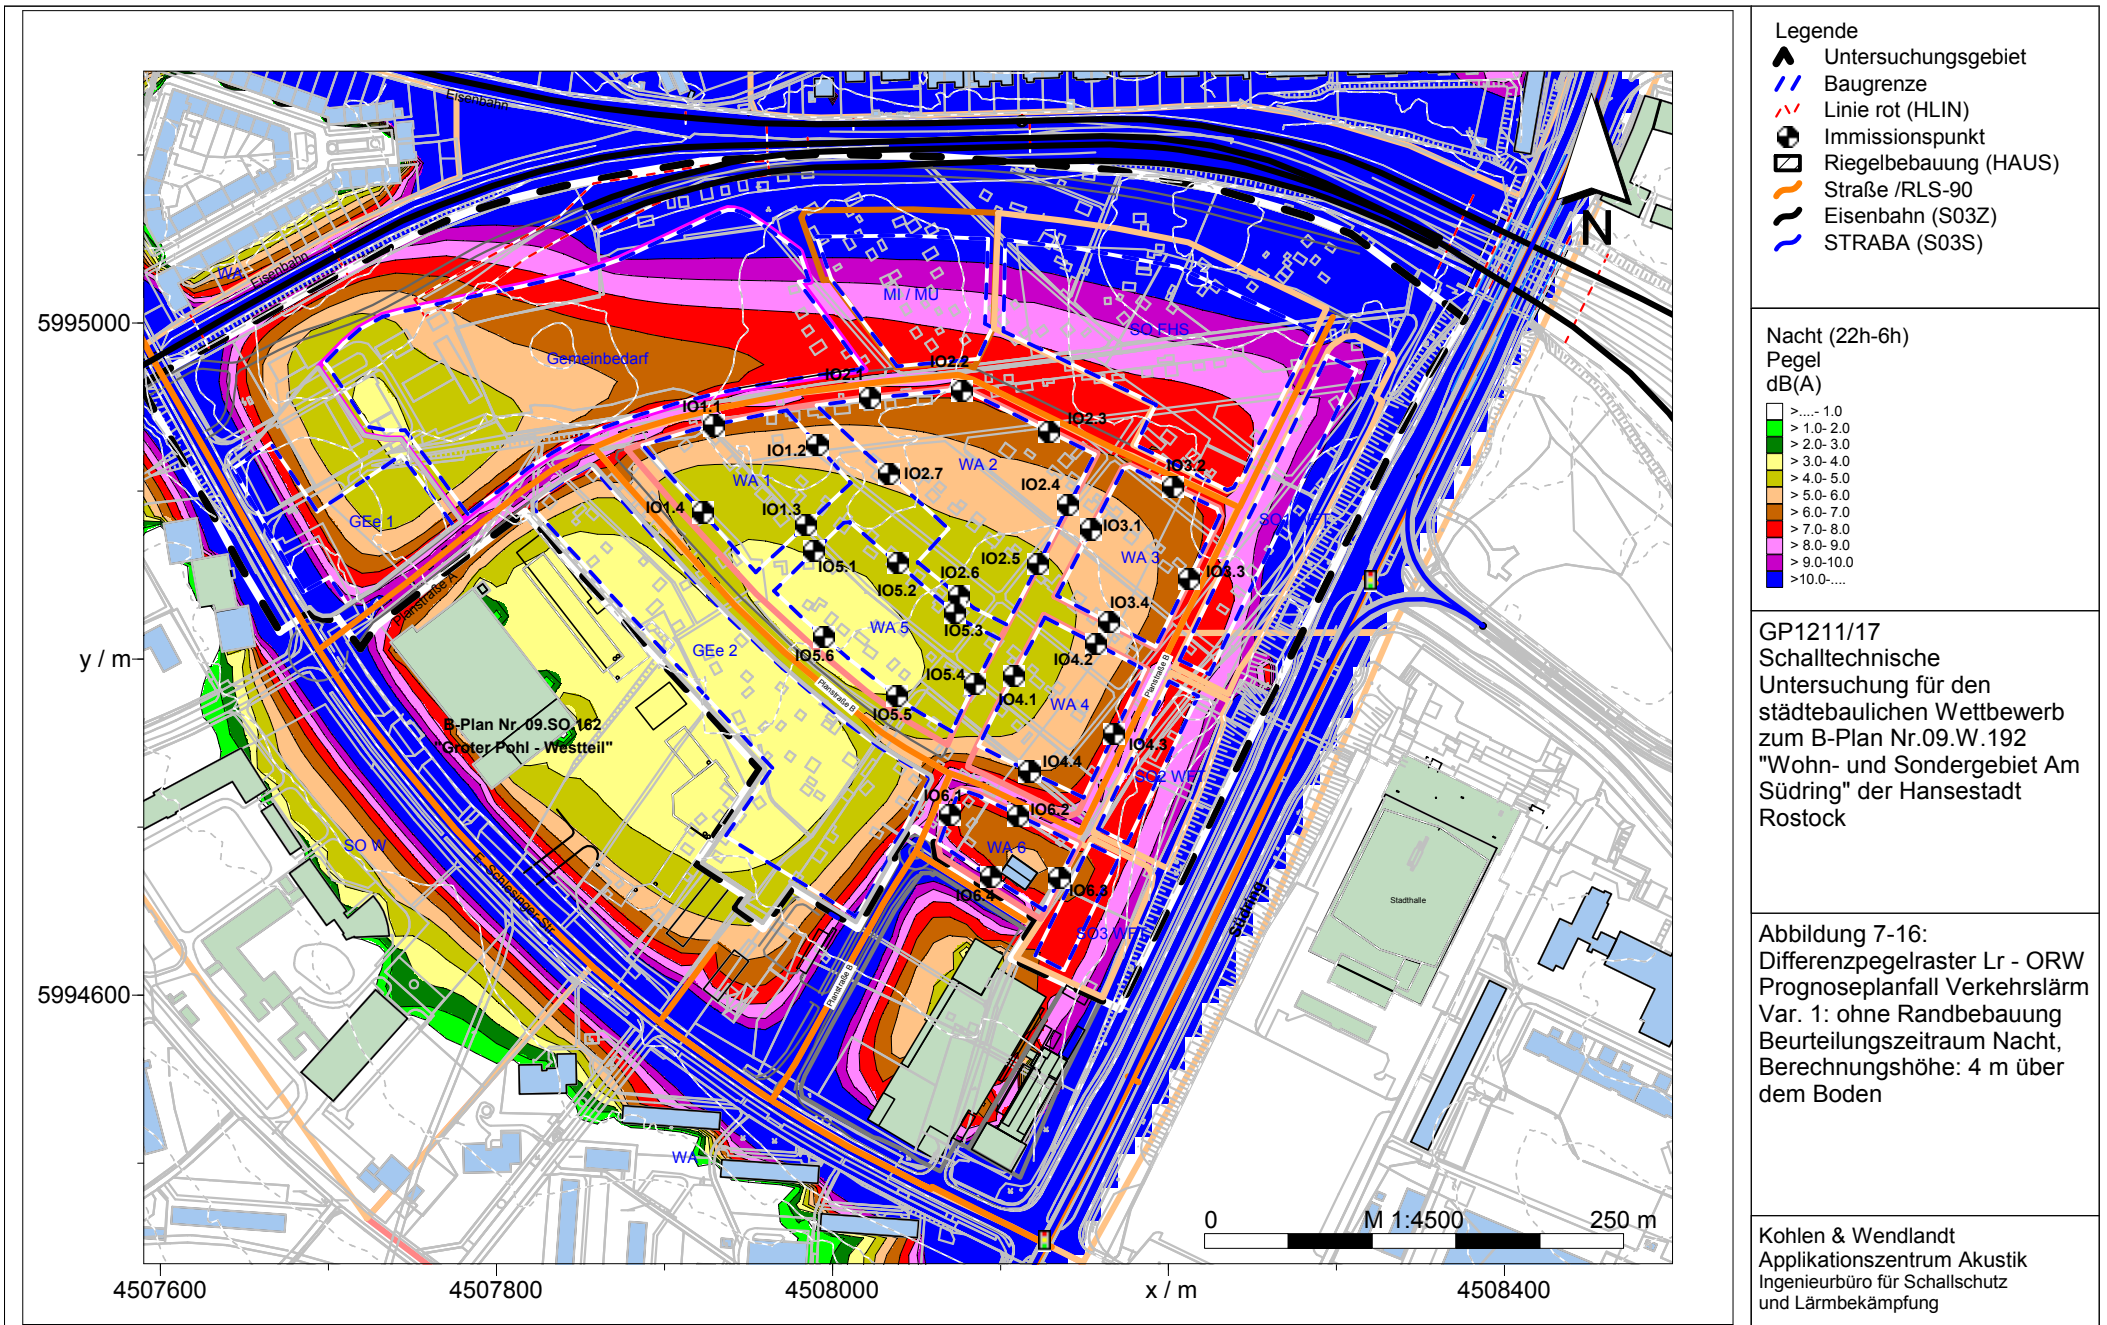 Eisenbahn
WA
Eisenbahn
5995000
y / m
5994600
4507600
4507800
4508000
x / m
4508400
MI / MU
SO FHS
Gemeinbedarf
IO2.2
IO2.1
IO1.1
IO2.3
IO1.2
WA 2
IO3.2
IO2.7
WA 1
IO2.4
IO1.4
IO1.3
GEe 1
IO3.1
WA 3
IO5.1
IO2.5
IO2.6
IO3.3
IO5.2
Planstraße A
IO3.4
WA 5
IO5.3
GEe 2
IO5.6
IO4.2
IO5.4
IO4.1
Planstraße B
Planstraße B
WA 4
IO5.5
B-Plan Nr. 09.SO.162
"Groter Pohl - Westteil"
IO4.3
IO4.4
SO2 WFT
IO6.1
IO6.2
SO W
WA 6
IO6.3
IO6.4
Südring
Stadthalle
Planstraße B
WA
N
0
M 1:4500
250 m
Legende
Untersuchungsgebiet
Baugrenze
Linie rot (HLIN)
Immissionspunkt
Riegelbebauung (HAUS)
Straße /RLS-90
Eisenbahn (S03Z)
STRABA (S03S)
Nacht (22h-6h)
Pegel
dB(A)
>....- 1.0
> 1.0- 2.0
> 2.0- 3.0
> 3.0- 4.0
> 4.0- 5.0
> 5.0- 6.0
> 6.0- 7.0
> 7.0- 8.0
> 8.0- 9.0
> 9.0-10.0
>10.0-....
GP1211/17
Schalltechnische
Untersuchung für den
städtebaulichen Wettbewerb
zum B-Plan Nr.09.W.192
"Wohn- und Sondergebiet Am
Südring" der Hansestadt
Rostock
Abbildung 7-16:
Differenzpegelraster Lr - ORW
Prognoseplanfall Verkehrslärm
Var. 1: ohne Randbebauung
Beurteilungszeitraum Nacht,
Berechnungshöhe: 4 m über
dem Boden
Kohlen & Wendlandt
Applikationszentrum Akustik
Ingenieurbüro für Schallschutz
und Lärmbekämpfung